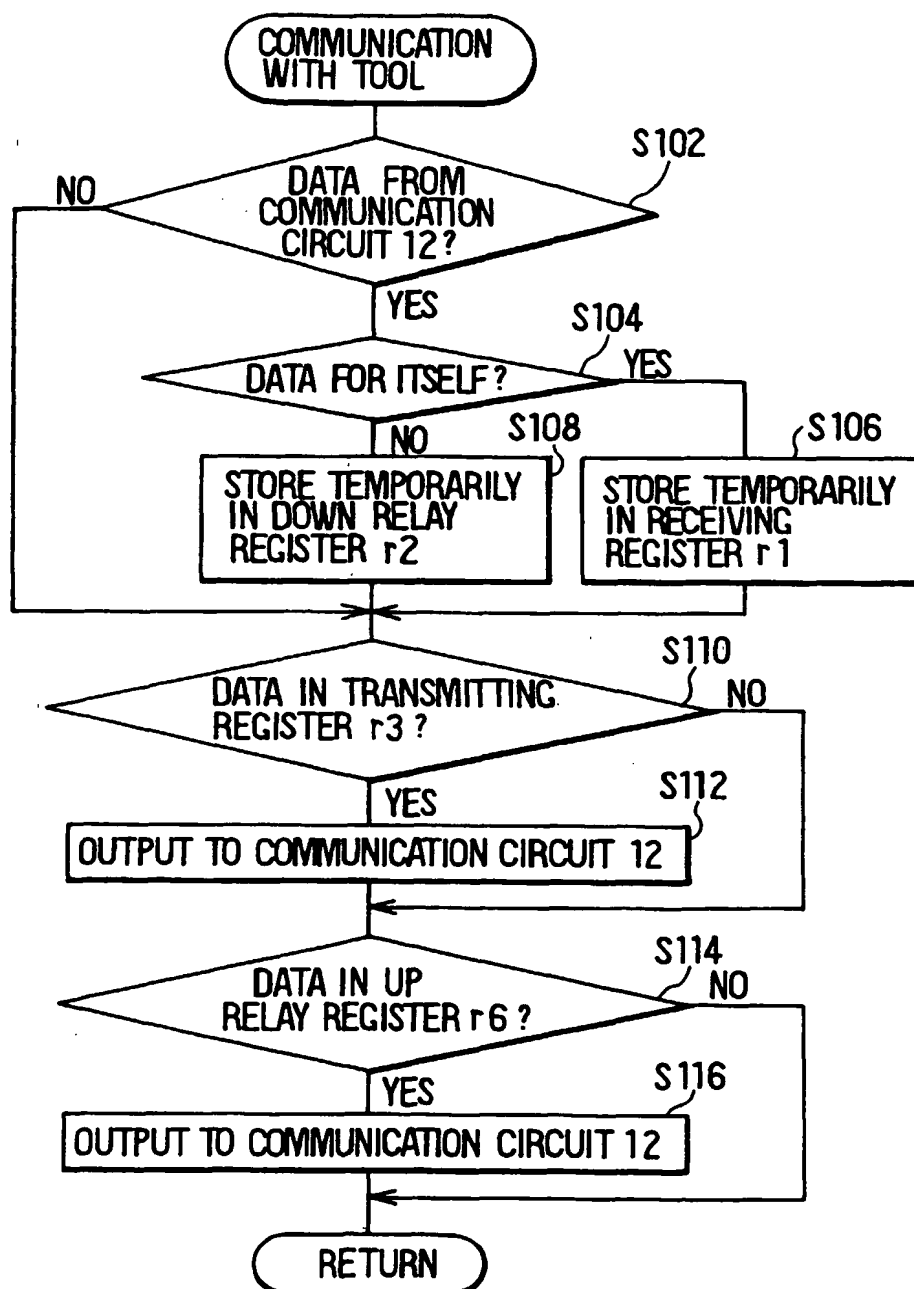 COMMUNICATION
WITH TOOL
S102
NO
DATA FROM
COMMUNICATION
CIRCUIT 12?
YES
S104
DATA FOR ITSELF?
YES
NO
S108
S106
STORE TEMPORARILY
IN DOWN RELAY
REGISTER r2
STORE TEMPORARILY
IN RECEIVING
REGISTER r1
S110
DATA IN TRANSMITTING
REGISTER r3?
NO
YES
S112
OUTPUT TO COMMUNICATION CIRCUIT 12
S114
DATA IN UP
RELAY REGISTER r6?
NO
YES
S116
OUTPUT TO COMMUNICATION CIRCUIT 12
RETURN